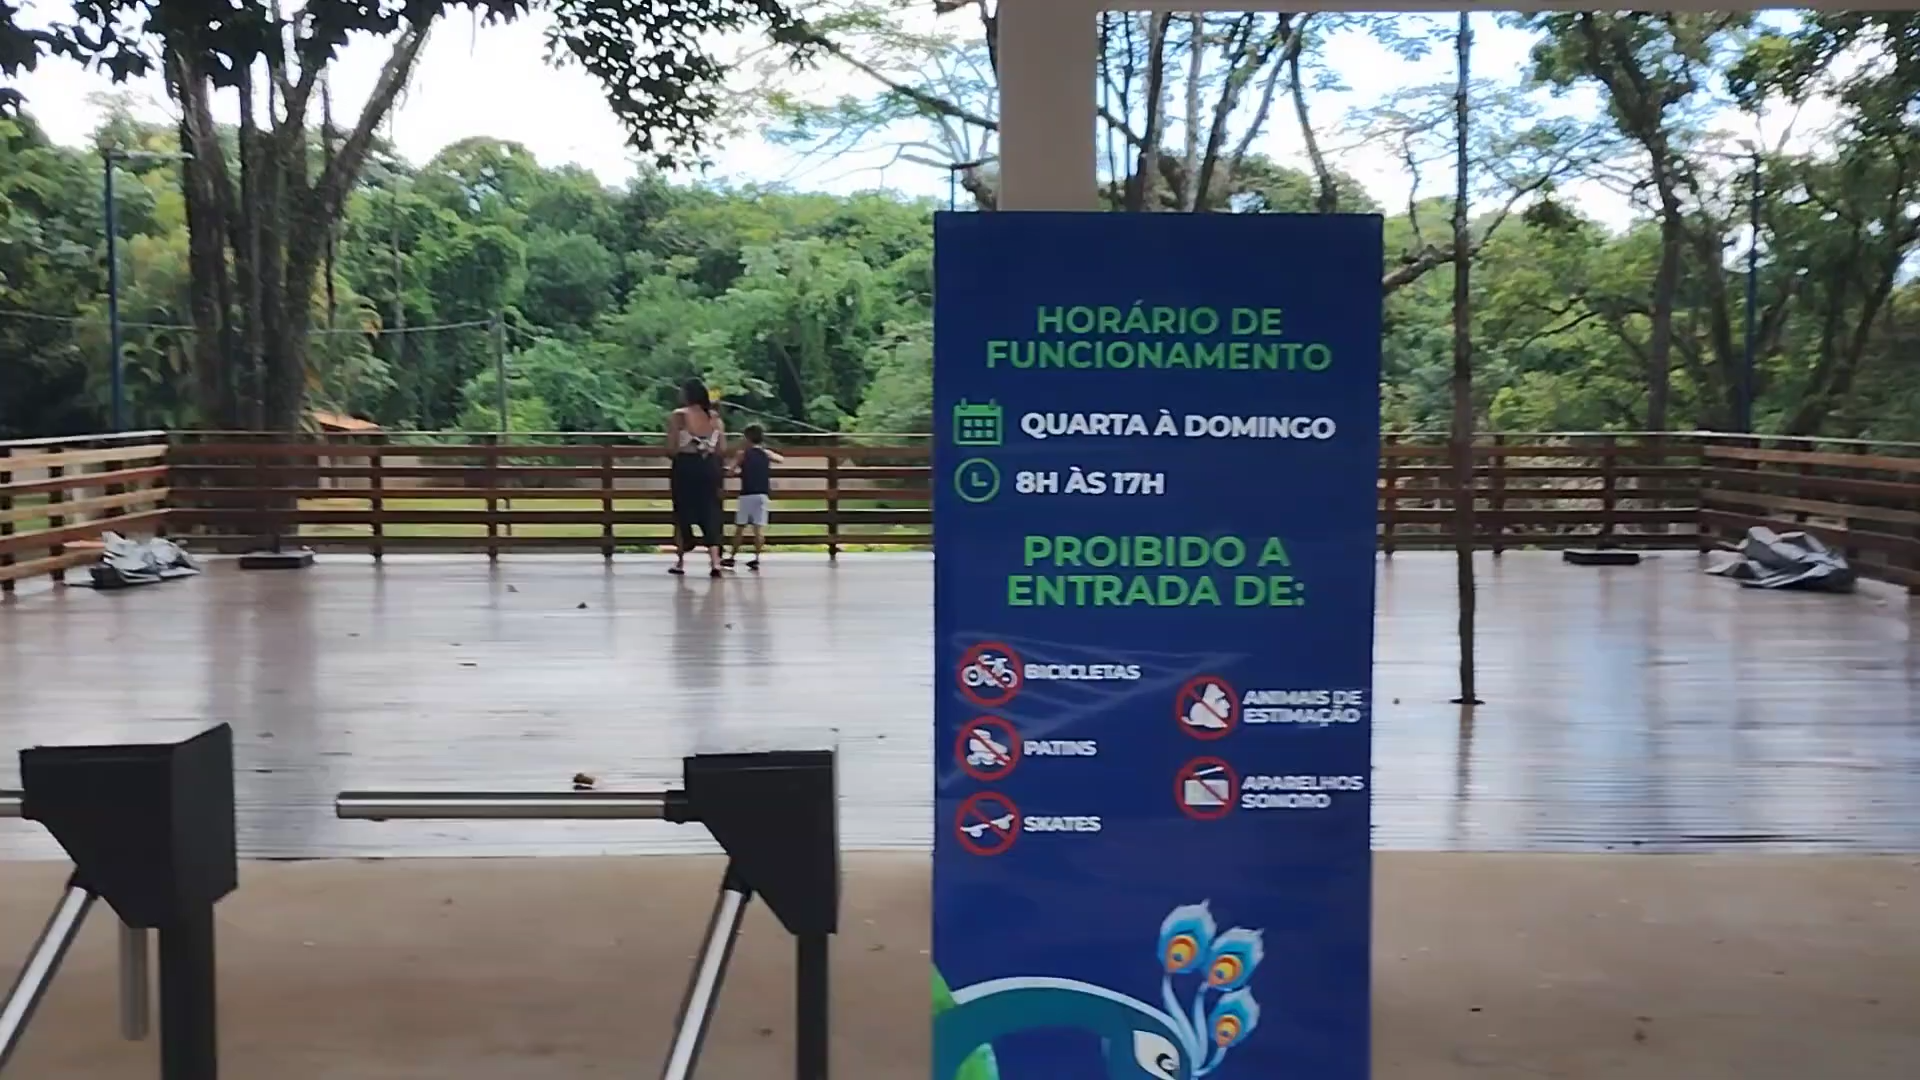 HORÁRIO DE
FUNCIONAMENTO
QUARTA À DOMINGO
8H ÀS 17H
PROIBIDO A
ENTRADA DE:
BICICLETAS
PATINS
SKATES
ANIMAIS DE
ESTIMAÇÃO
APARELHOS
SONORO